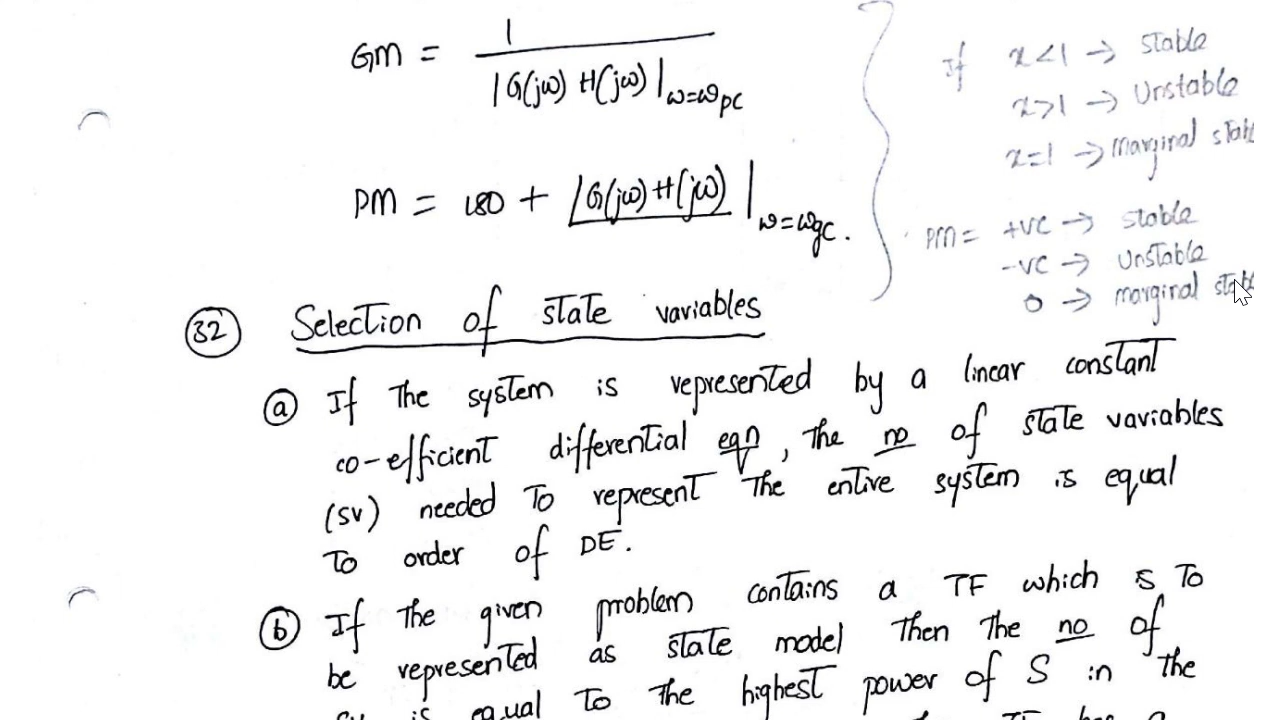 GM = 1 / |G(jω) H(jω)|ω=ωpc
PM = 180 + ∠G(jω) H(jω) |ω=ωgc.
If x<1 → stable
x>1 → Unstable
x=1 → Marginal stab
PM = +ve → stable
-ve → Unstable
0 → marginal stab
32 Selection of state variables
a If the system is represented by a linear constant
co-efficient differential eqn, the no of state variables
(SV) needed to represent the entire system is equal
to order of DE.
b If the given problem contains a TF which is to
be represented as state model then the no of
SV is equal to the highest power of S in the
TF has a